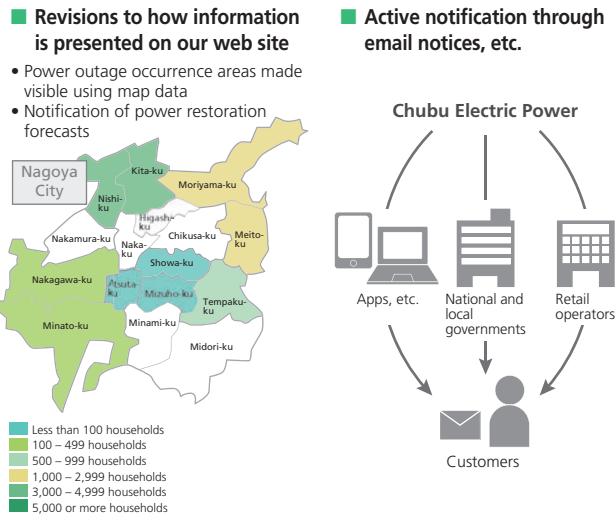 Revisions to how information
is presented on our web site
• Power outage occurrence areas made
visible using map data
• Notification of power restoration
forecasts
Nagoya
City
Kita-ku
Moriyama-ku
Nishi-
ku
Higashi-
ku
Nakamura-ku
Naka-
ku
Chikusa-ku
Meito-
ku
Showa-ku
Nakagawa-ku
Atsuta-
ku
Mizuho-ku
Tempaku-
ku
Minato-ku
Minami-ku
Midori-ku
Less than 100 households
100 – 499 households
500 – 999 households
1,000 – 2,999 households
3,000 – 4,999 households
5,000 or more households
Active notification through
email notices, etc.
Chubu Electric Power
Apps, etc.
National and
local
governments
Retail
operators
Customers